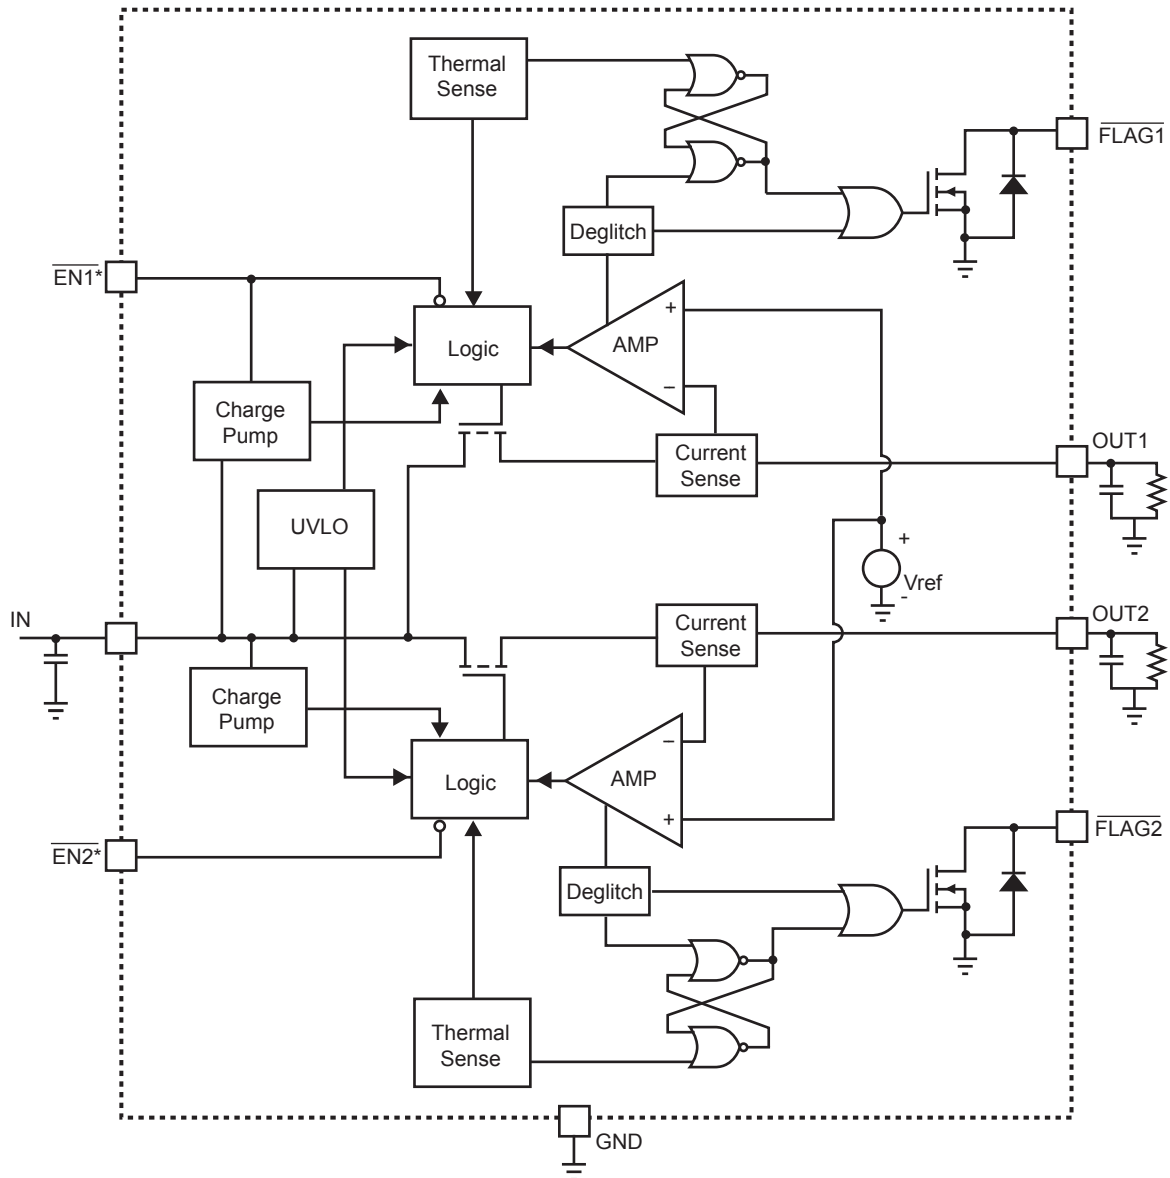 Thermal
Sense
FLAG1
Deglitch
EN1*
+
AMP
Logic
−
Charge
Pump
OUT1
Current
Sense
UVLO
+
Vref
-
IN
OUT2
Current
Sense
Charge
Pump
−
AMP
Logic
+
FLAG2
EN2*
Deglitch
Thermal
Sense
GND